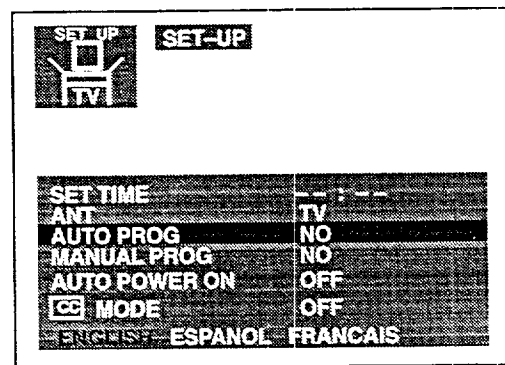 SET UP SET-UP
TV
SET TIME --:--
ANT TV
AUTO PROG NO
MANUAL PROG NO
AUTO POWER ON OFF
CC MODE OFF
ENGLISH ESPANOL FRANCAIS